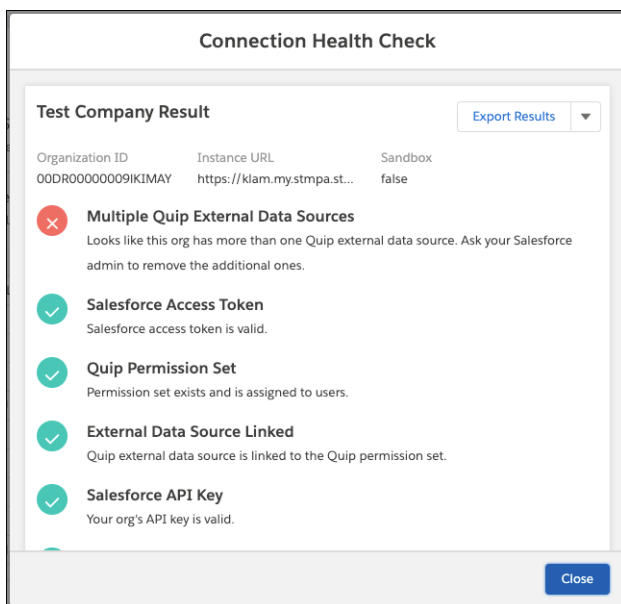 Connection Health Check
Test Company Result
Export Results
Organization ID Instance URL Sandbox
00DR00000009IKIMAY https://klam.my.stmpa.st... false
Multiple Quip External Data Sources
Looks like this org has more than one Quip external data source. Ask your Salesforce
admin to remove the additional ones.
Salesforce Access Token
Salesforce access token is valid.
Quip Permission Set
Permission set exists and is assigned to users.
External Data Source Linked
Quip external data source is linked to the Quip permission set.
Salesforce API Key
Your org's API key is valid.
Close